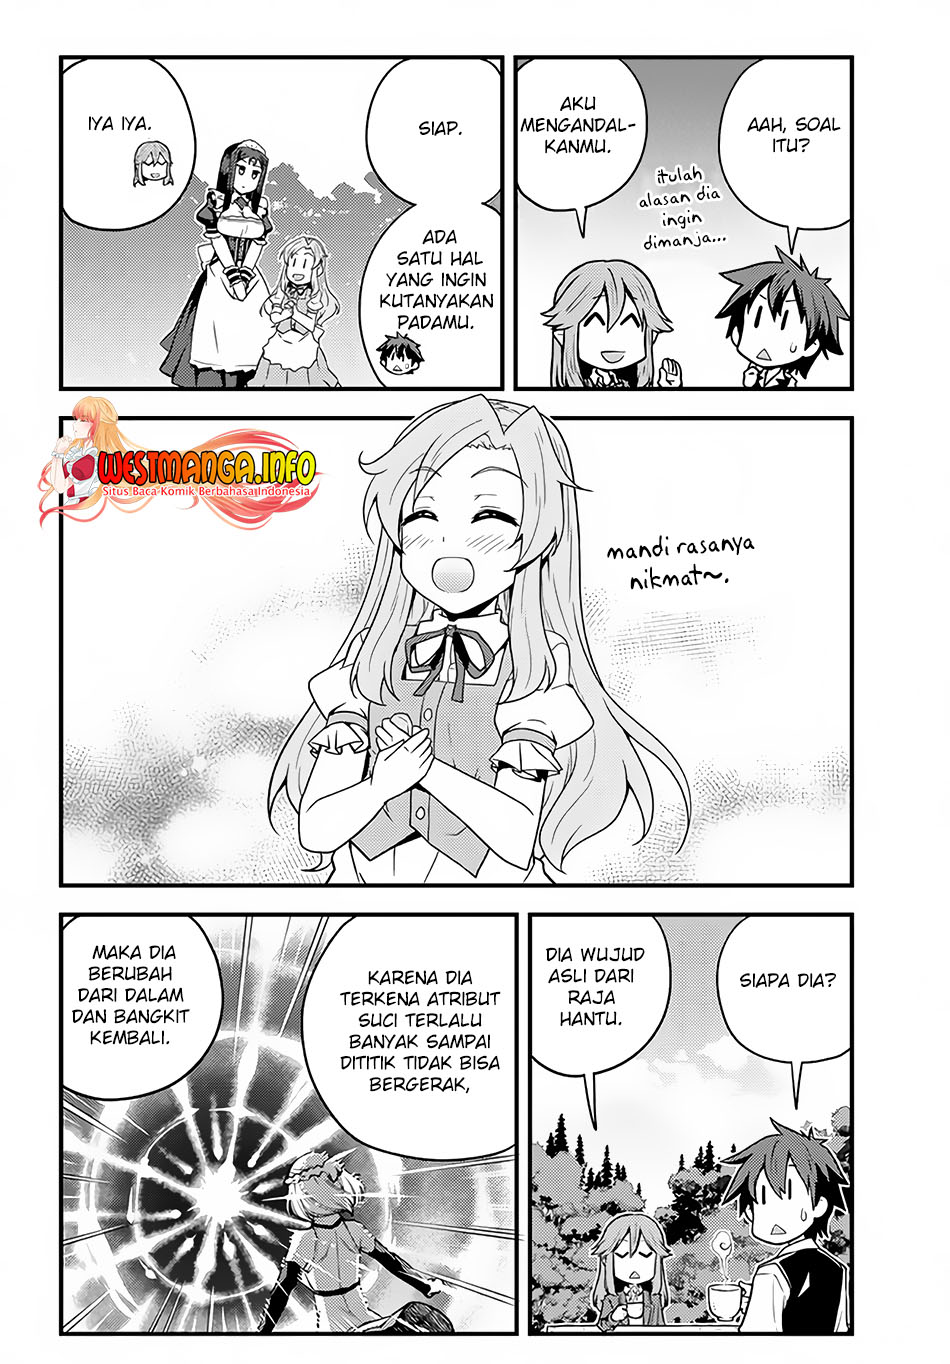 AAH, SOAL
ITU?
AKU
MENGANDAL-
KANMU.
itulah
alasan dia
ingin
dimanja...
SIAP.
ADA
SATU HAL
YANG INGIN
KUTANYAKAN
PADAMU.
IYA IYA.
WESTMANGA.INFO
Situs Baca Komik Berbahasa Indonesia
mandi rasanya
nikmat~.
SIAPA DIA?
DIA WUJUD
ASLI DARI
RAJA
HANTU.
KARENA DIA
TERKENA ATRIBUT
SUCI TERLALU
BANYAK SAMPAI
DITITIK TIDAK BISA
BERGERAK,
MAKA DIA
BERUBAH
DARI DALAM
DAN BANGKIT
KEMBALI.